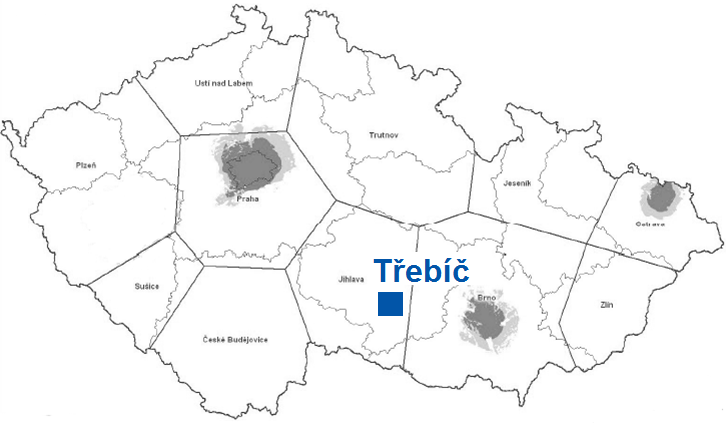 Ústí nad Labem
Trutnov
Plzeň
Jeseník
Praha
Ostrava
Třebíč
Jihlava
Sušice
Brno
Zlín
České Budějovice